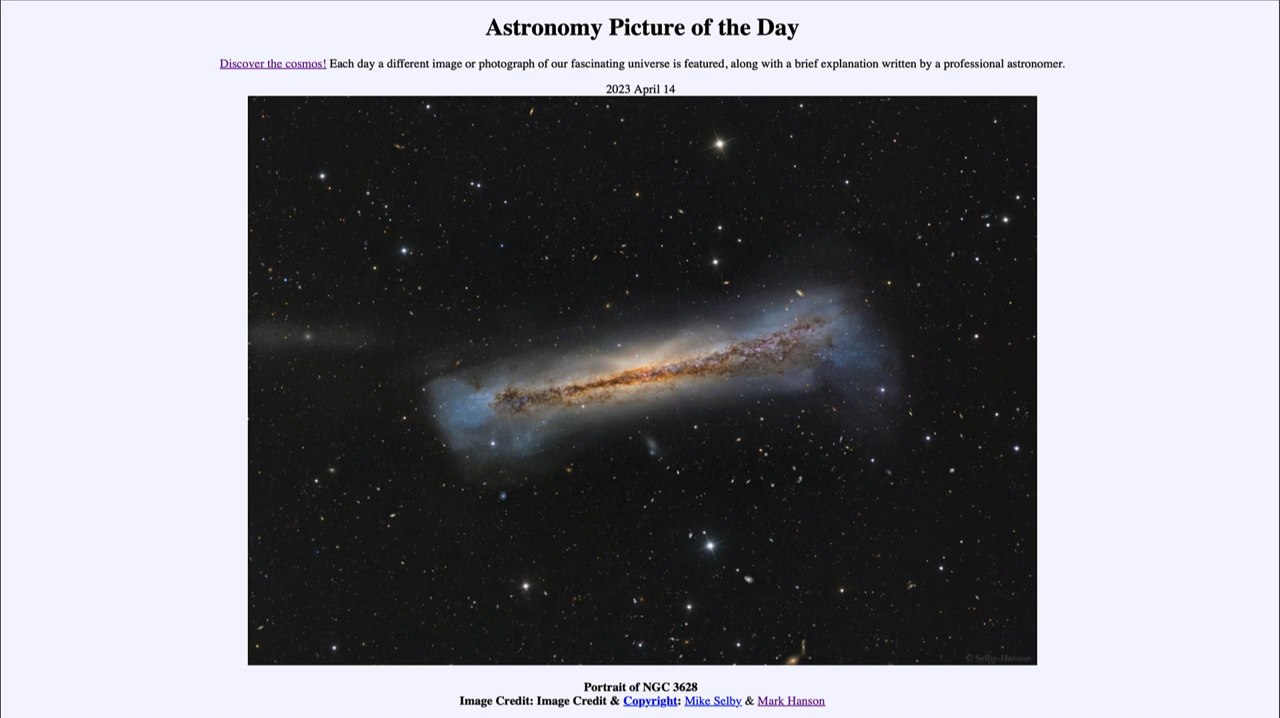 Astronomy Picture of the Day
Discover the cosmos! Each day a different image or photograph of our fascinating universe is featured, along with a brief explanation written by a professional astronomer.
2023 April 14
© Selby-Hanson
Portrait of NGC 3628
Image Credit: Image Credit & Copyright: Mike Selby & Mark Hanson